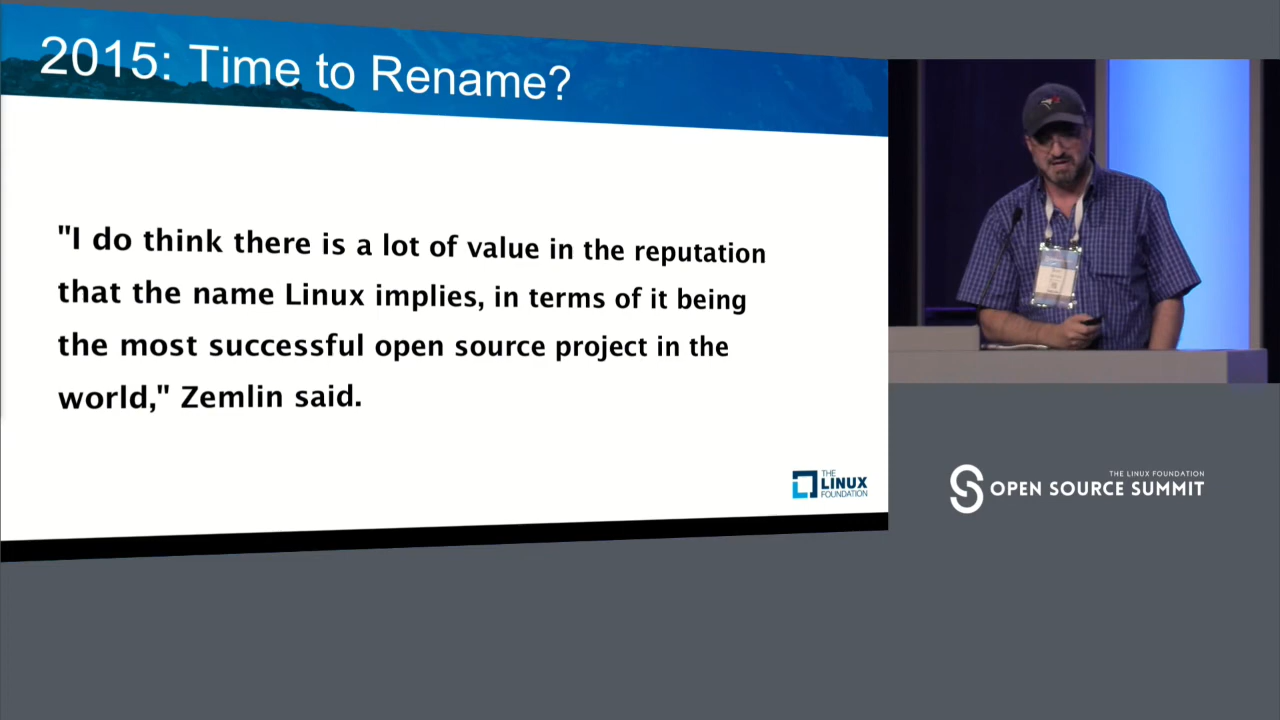 2015: Time to Rename?
"I do think there is a lot of value in the reputation
that the name Linux implies, in terms of it being
the most successful open source project in the
world," Zemlin said.
THE
LINUX
FOUNDATION
THE LINUX FOUNDATION
OPEN SOURCE SUMMIT